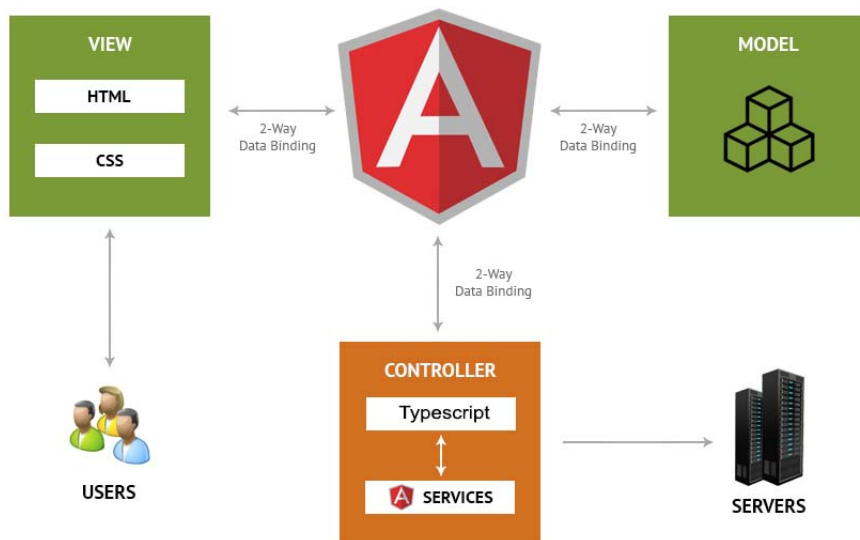 VIEW
HTML
CSS
2-Way
Data Binding
A
2-Way
Data Binding
MODEL
2-Way
Data Binding
CONTROLLER
Typescript
A SERVICES
USERS
SERVERS